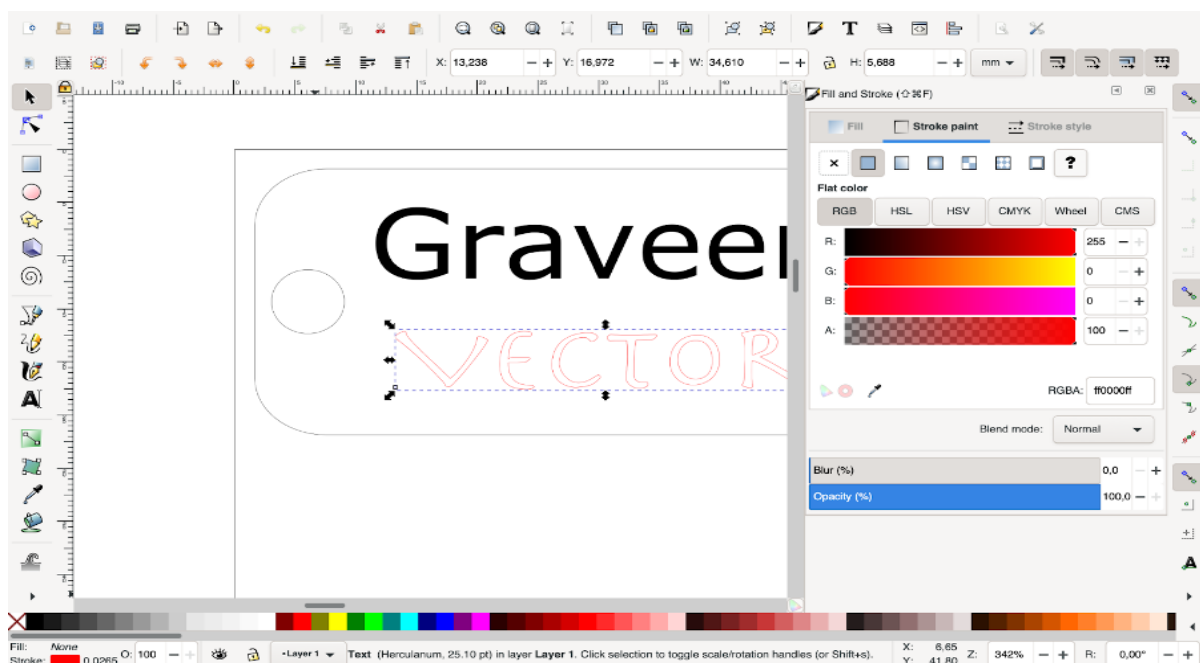 X: 13,238 − + Y: 16,972 − + W: 34,610 − + H: 5,688 − + mm
Fill and Stroke (⇧⌘F)
Fill Stroke paint Stroke style
Flat color
RGB HSL HSV CMYK Wheel CMS
R: 255 − +
G: 0 − +
B: 0 − +
A: 100 − +
RGBA: ff0000ff
Blend mode: Normal
Blur (%) 0,0 − +
Opacity (%) 100,0 − +
Graveer
VECTOR
Fill: None
Stroke: 0,0265 O: 100 − + •Layer 1 Text (Herculanum, 25.10 pt) in layer Layer 1. Click selection to toggle scale/rotation handles (or Shift+s). X: 6,65 Y: 41,80 Z: 342% − + R: 0,00° − +